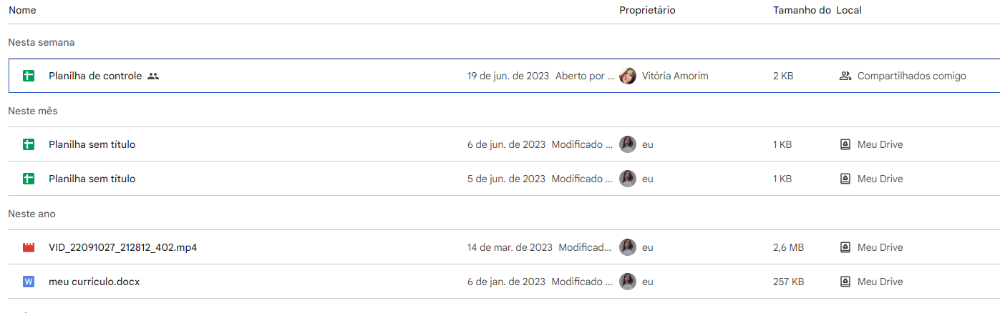 Nome Proprietário Tamanho do Local
Nesta semana
Planilha de controle 19 de jun. de 2023 Aberto por ... Vitória Amorim 2 KB Compartilhados comigo
Neste mês
Planilha sem título 6 de jun. de 2023 Modificado ... eu 1 KB Meu Drive
Planilha sem título 5 de jun. de 2023 Modificado ... eu 1 KB Meu Drive
Neste ano
VID_22091027_212812_402.mp4 14 de mar. de 2023 Modificad... eu 2,6 MB Meu Drive
W meu curriculo.docx 6 de jan. de 2023 Modificado ... eu 257 KB Meu Drive